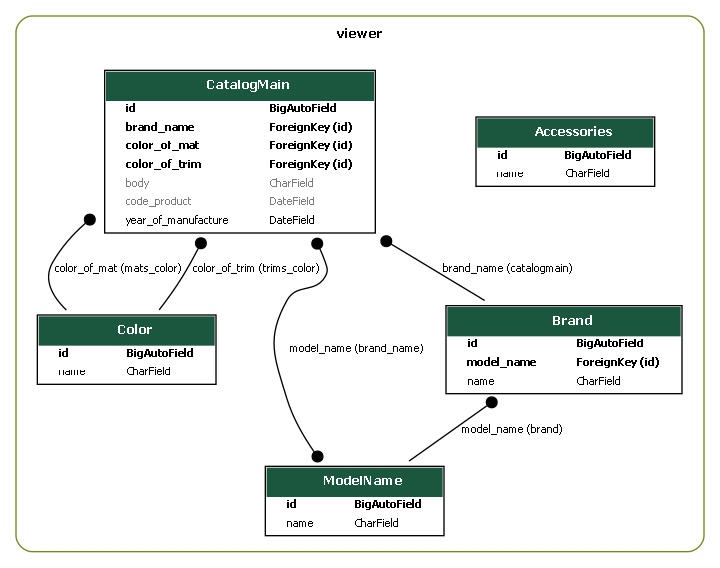 viewer
CatalogMain
id BigAutoField
brand_name ForeignKey (id)
color_of_mat ForeignKey (id)
color_of_trim ForeignKey (id)
body CharField
code_product DateField
year_of_manufacture DateField
Accessories
id BigAutoField
name CharField
color_of_mat (mats_color)
color_of_trim (trims_color)
brand_name (catalogmain)
Color
id BigAutoField
name CharField
model_name (brand_name)
Brand
id BigAutoField
model_name ForeignKey (id)
name CharField
model_name (brand)
ModelName
id BigAutoField
name CharField